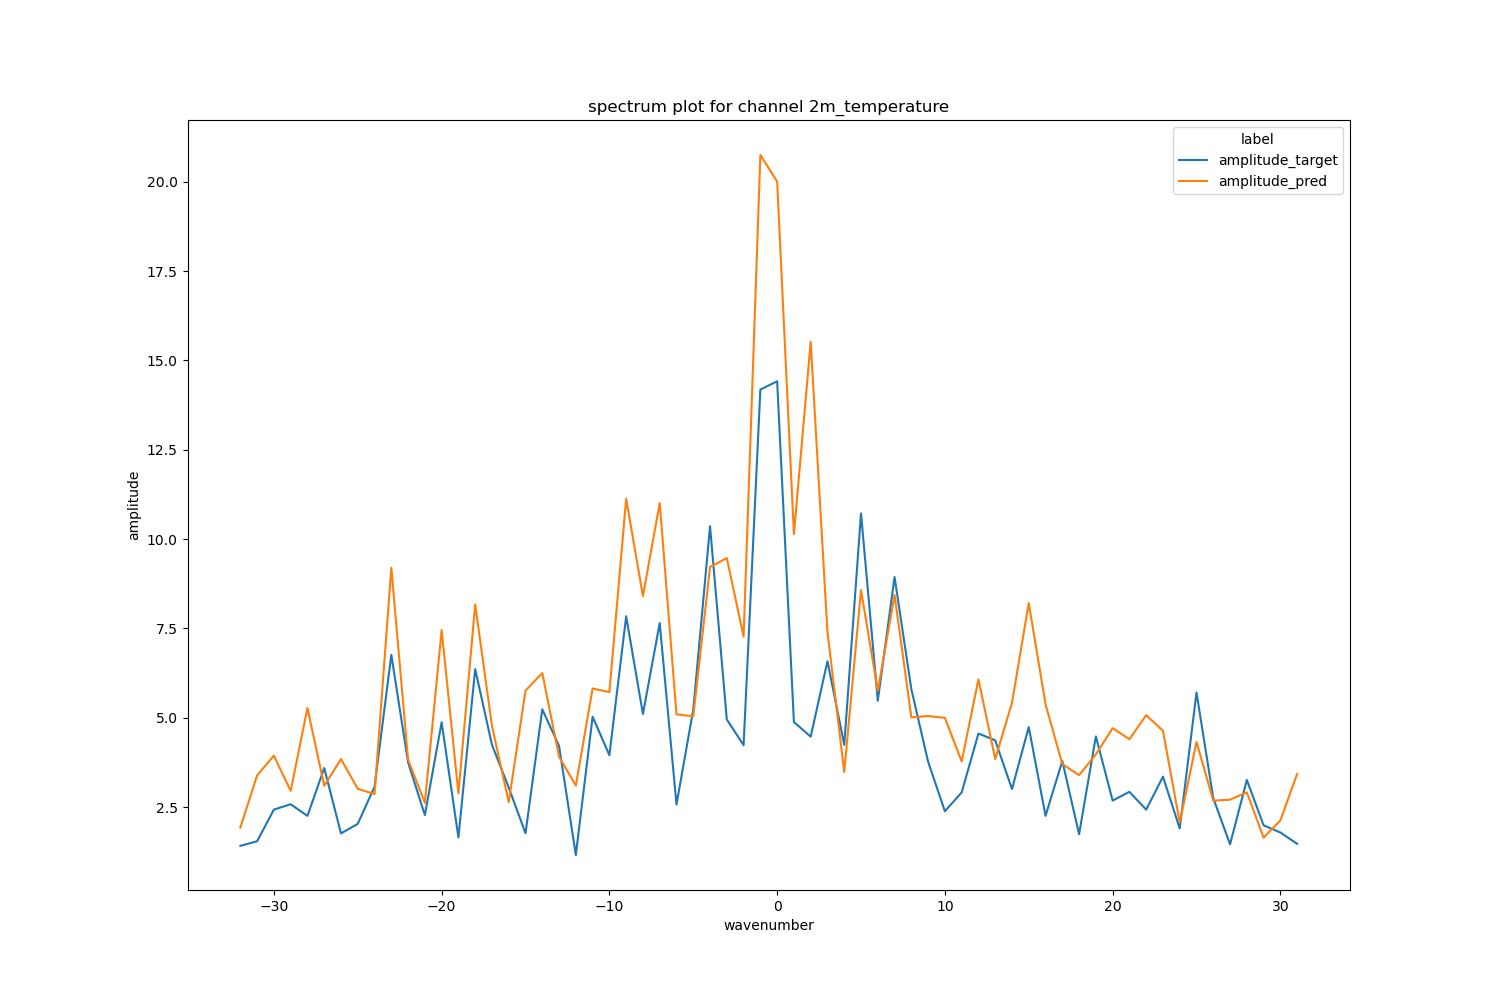 spectrum plot for channel 2m_temperature
label
amplitude_target
amplitude_pred
20.0
17.5
15.0
12.5
10.0
7.5
5.0
2.5
amplitude
−30 −20 −10 0 10 20 30
wavenumber